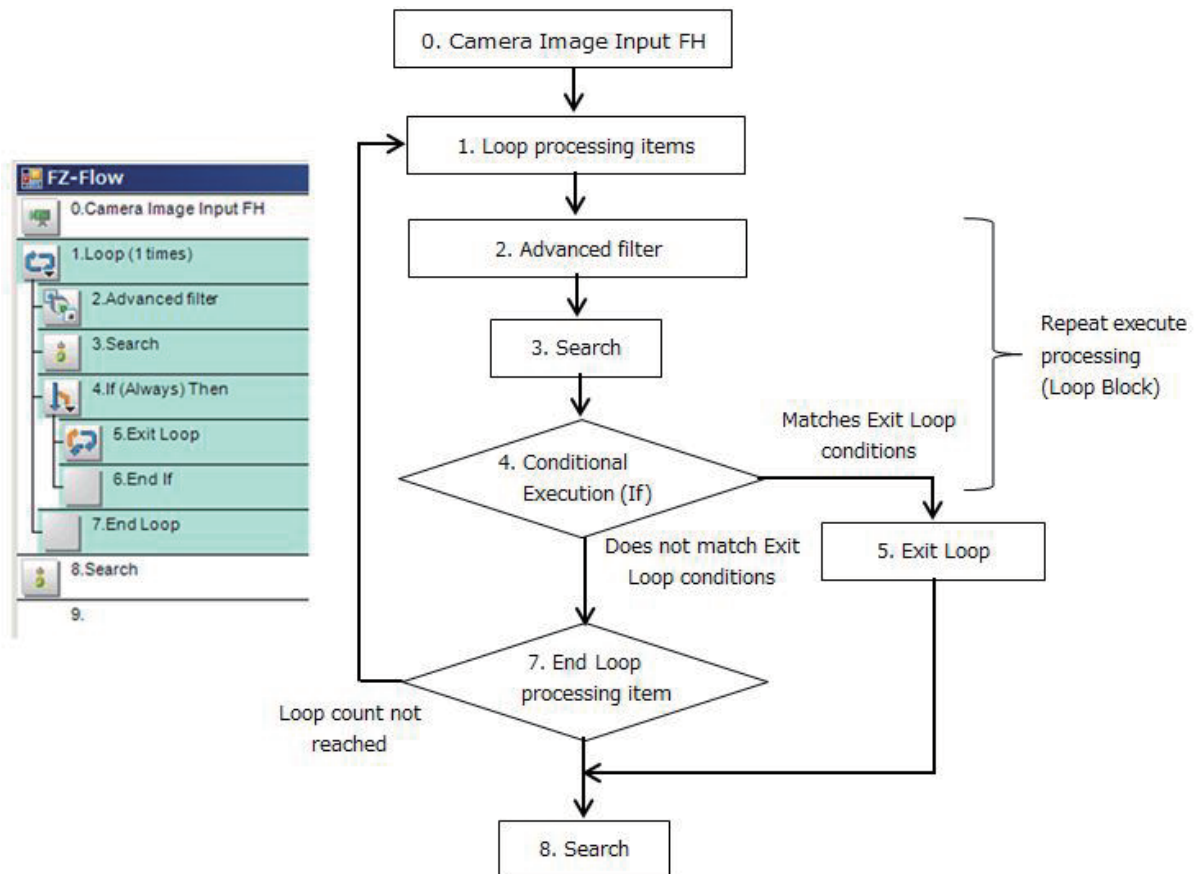 FZ-Flow
0.Camera Image Input FH
1.Loop (1 times)
2.Advanced filter
3.Search
4.If (Always) Then
5.Exit Loop
6.End If
7.End Loop
8.Search
9.
0. Camera Image Input FH
1. Loop processing items
2. Advanced filter
3. Search
Repeat execute
processing
(Loop Block)
4. Conditional
Execution (If)
Matches Exit Loop
conditions
Does not match Exit
Loop conditions
5. Exit Loop
7. End Loop
processing item
Loop count not
reached
8. Search